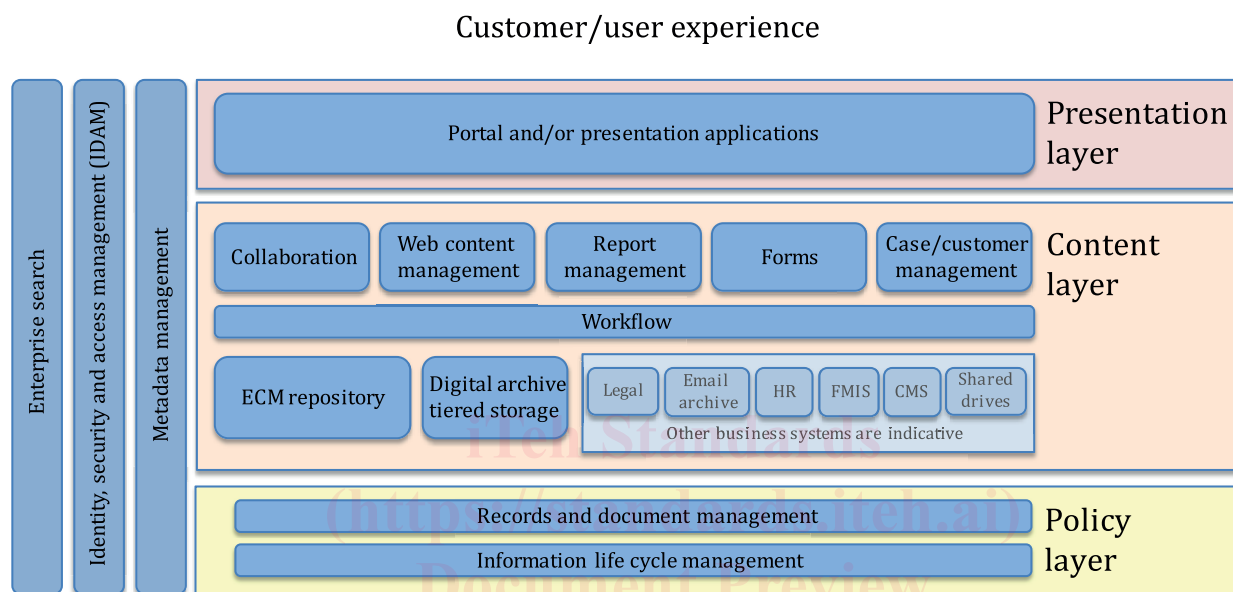 Customer/user experience
Enterprise search
Identity, security and access management (IDAM)
Metadata management
Portal and/or presentation applications
Presentation
layer
Collaboration
Web content
management
Report
management
Forms
Case/customer
management
Content
layer
Workflow
ECM repository
Digital archive
tiered storage
Legal
Email
archive
HR
FMIS
CMS
Shared
drives
Other business systems are indicative
iTeh Standards
(https://standards.iteh.ai)
Document Preview
Records and document management
Information life cycle management
Policy
layer